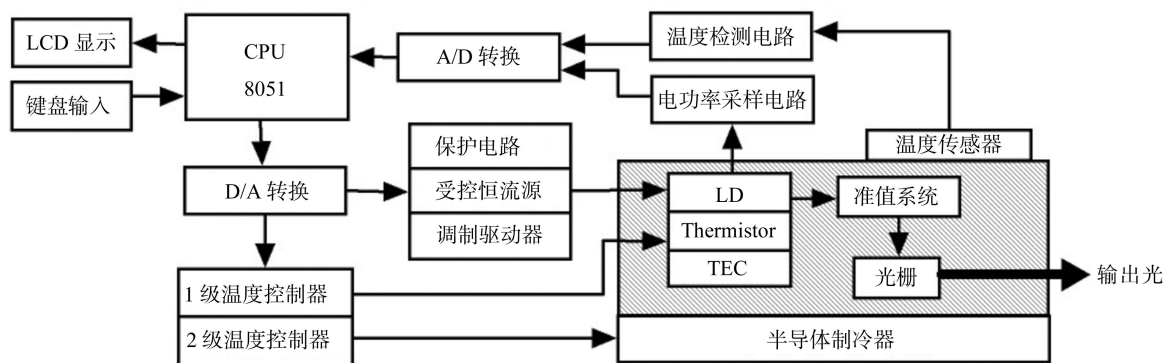 LCD 显示
键盘输入
CPU
8051
A/D 转换
温度检测电路
电功率采样电路
温度传感器
D/A 转换
保护电路
受控恒流源
调制驱动器
LD
Thermistor
TEC
准值系统
光栅
输出光
1 级温度控制器
2 级温度控制器
半导体制冷器